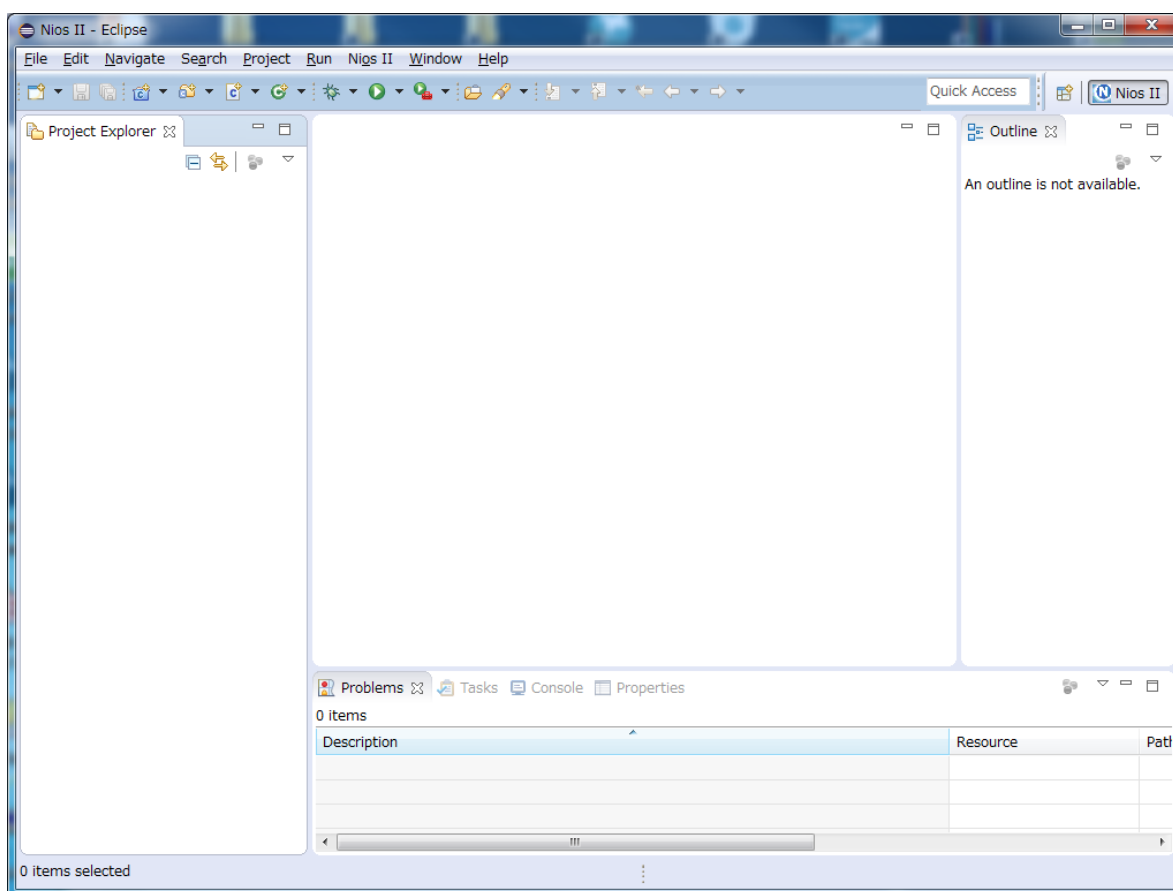 Nios II - Eclipse
File Edit Navigate Search Project Run Nios II Window Help
Quick Access
Nios II
Project Explorer
Outline
An outline is not available.
Problems Tasks Console Properties
0 items
Description Resource Path
0 items selected